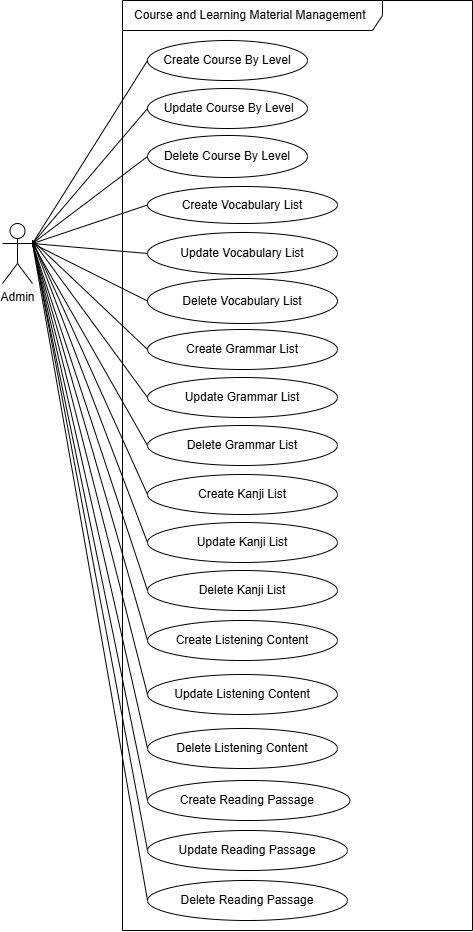 Course and Learning Material Management
Create Course By Level
Update Course By Level
Delete Course By Level
Create Vocabulary List
Update Vocabulary List
Delete Vocabulary List
Admin
Create Grammar List
Update Grammar List
Delete Grammar List
Create Kanji List
Update Kanji List
Delete Kanji List
Create Listening Content
Update Listening Content
Delete Listening Content
Create Reading Passage
Update Reading Passage
Delete Reading Passage